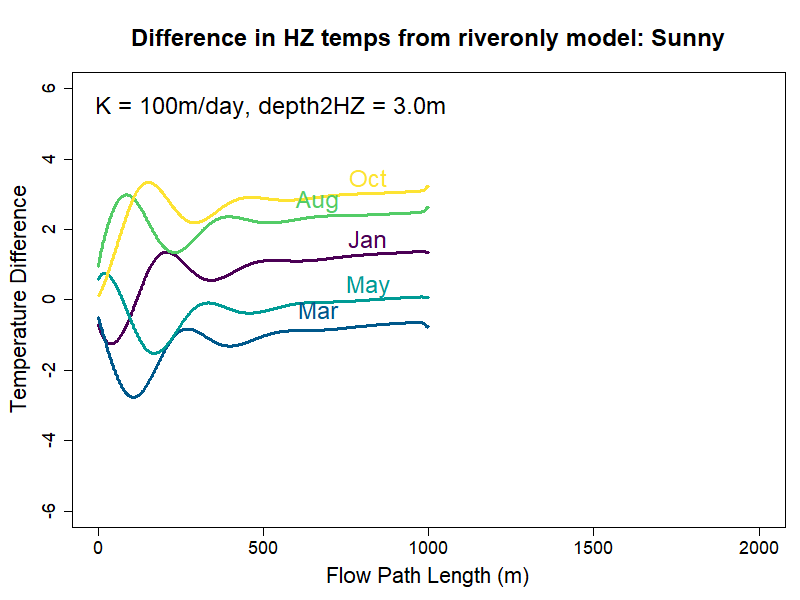 Difference in HZ temps from riveronly model: Sunny
K = 100m/day, depth2HZ = 3.0m
Oct
Aug
Jan
May
Mar
Temperature Difference
6
4
2
0
-2
-4
-6
0 500 1000 1500 2000
Flow Path Length (m)